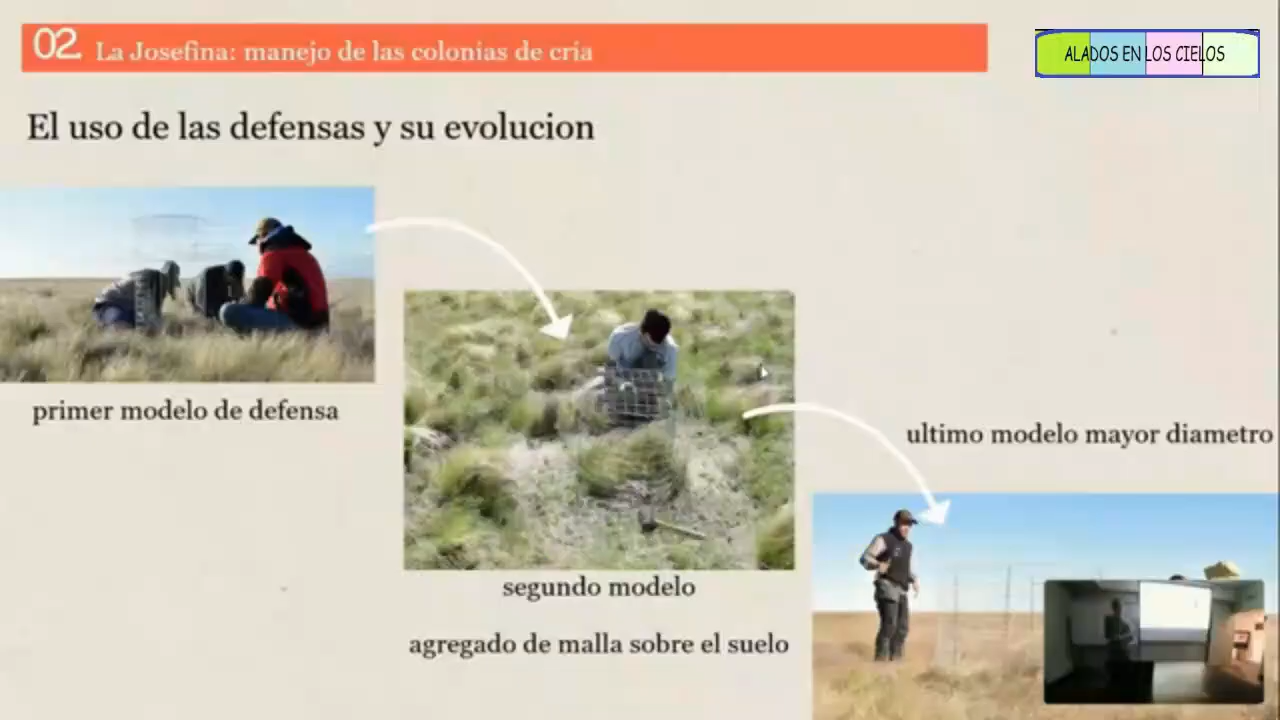 02. La Josefina: manejo de las colonias de cria
ALADOS EN LOS CIELOS
El uso de las defensas y su evolucion
primer modelo de defensa
ultimo modelo mayor diametro
segundo modelo
agregado de malla sobre el suelo